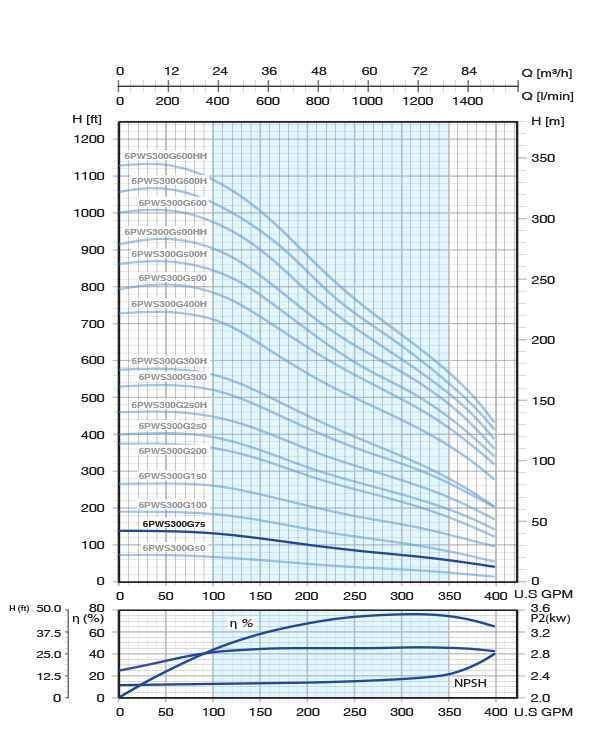 0 12 24 36 48 60 72 84 Q [m³/h]
0 200 400 600 800 1000 1200 1400 Q [l/min]
H [ft] H [m]
1200
1100
1000
900
800
700
600
500
400
300
200
100
0
6PWS300G600HH
6PWS300G600H
6PWS300G600
6PWS300Gs00HH
6PWS300Gs00H
6PWS300Gs00
6PWS300G400H
6PWS300G300H
6PWS300G300
6PWS300G2s0H
6PWS300G2s0
6PWS300G200
6PWS300G1s0
6PWS300G100
6PWS300G7s
6PWS300Gs0
350
300
250
200
150
100
50
0
0 50 100 150 200 250 300 350 400 U.S GPM
H (ft) 50.0 80 3.6
η (%) P2(kw)
37.5 60 3.2
25.0 40 2.8
12.5 20 2.4
0 0 2.0
η %
NPSH
0 50 100 150 200 250 300 350 400 U.S GPM